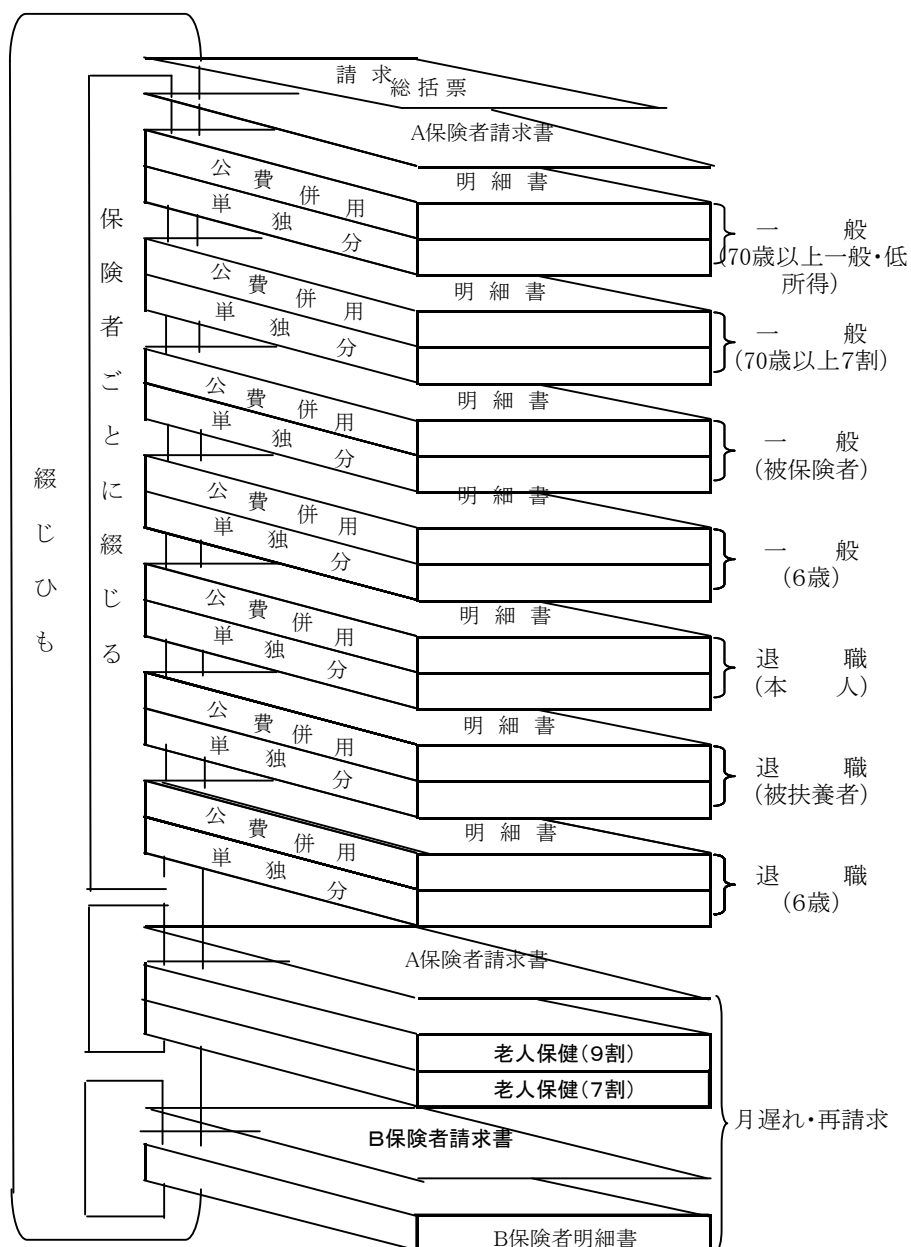 請求総括票
A保険者請求書
綴じひも
保険者ごとに綴じる
明細書
公費併用
単独分
一般
(70歳以上一般・低所得)
明細書
公費併用
単独分
一般
(70歳以上7割)
明細書
公費併用
単独分
一般
(被保険者)
明細書
公費併用
単独分
一般
(6歳)
明細書
公費併用
単独分
退職
(本人)
明細書
公費併用
単独分
退職
(被扶養者)
明細書
公費併用
単独分
退職
(6歳)
A保険者請求書
老人保健(9割)
老人保健(7割)
B保険者請求書
月遅れ・再請求
B保険者明細書